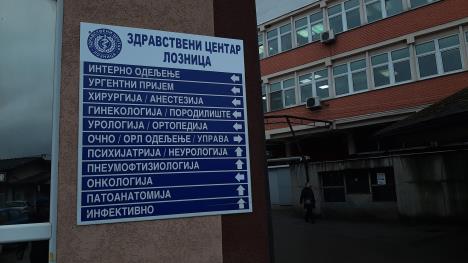 ЗДРАВСТВЕНИ ЦЕНТАР
ЛОЗНИЦА
ИНТЕРНО ОДЕЉЕЊЕ
УРГЕНТНИ ПРИЈЕМ
ХИРУРГИЈА / АНЕСТЕЗИЈА
ГИНЕКОЛОГИЈА / ПОРОДИЛИШТЕ
УРОЛОГИЈА / ОРТОПЕДИЈА
ОЧНО / ОРЛ ОДЕЉЕЊЕ / УПРАВА
ПСИХИЈАТРИЈА / НЕУРОЛОГИЈА
ПНЕУМОФТИЗИОЛОГИЈА
ОНКОЛОГИЈА
ПАТОАНАТОМИЈА
ИНФЕКТИВНО